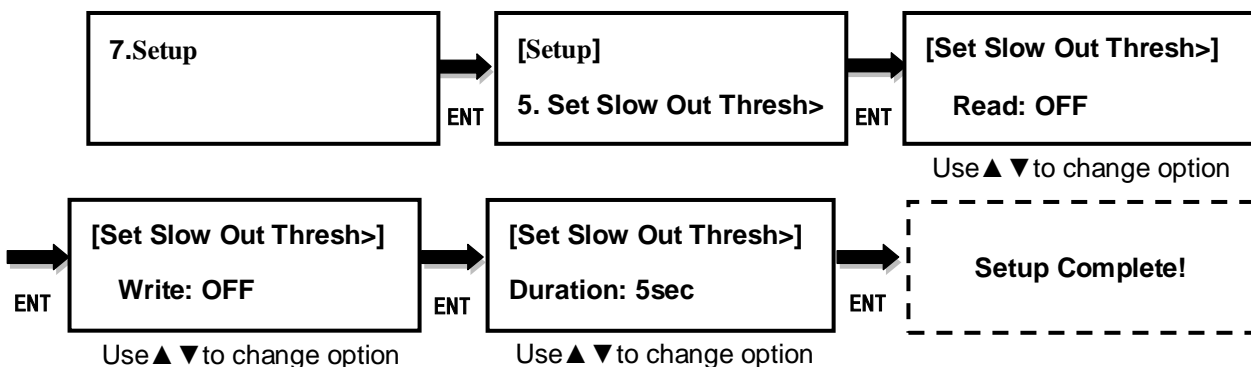 7.Setup
ENT
[Setup]
5. Set Slow Out Thresh>
ENT
[Set Slow Out Thresh>]
Read: OFF
Use▲ ▼to change option
ENT
[Set Slow Out Thresh>]
Write: OFF
Use▲ ▼to change option
ENT
[Set Slow Out Thresh>]
Duration: 5sec
Use▲ ▼to change option
ENT
Setup Complete!